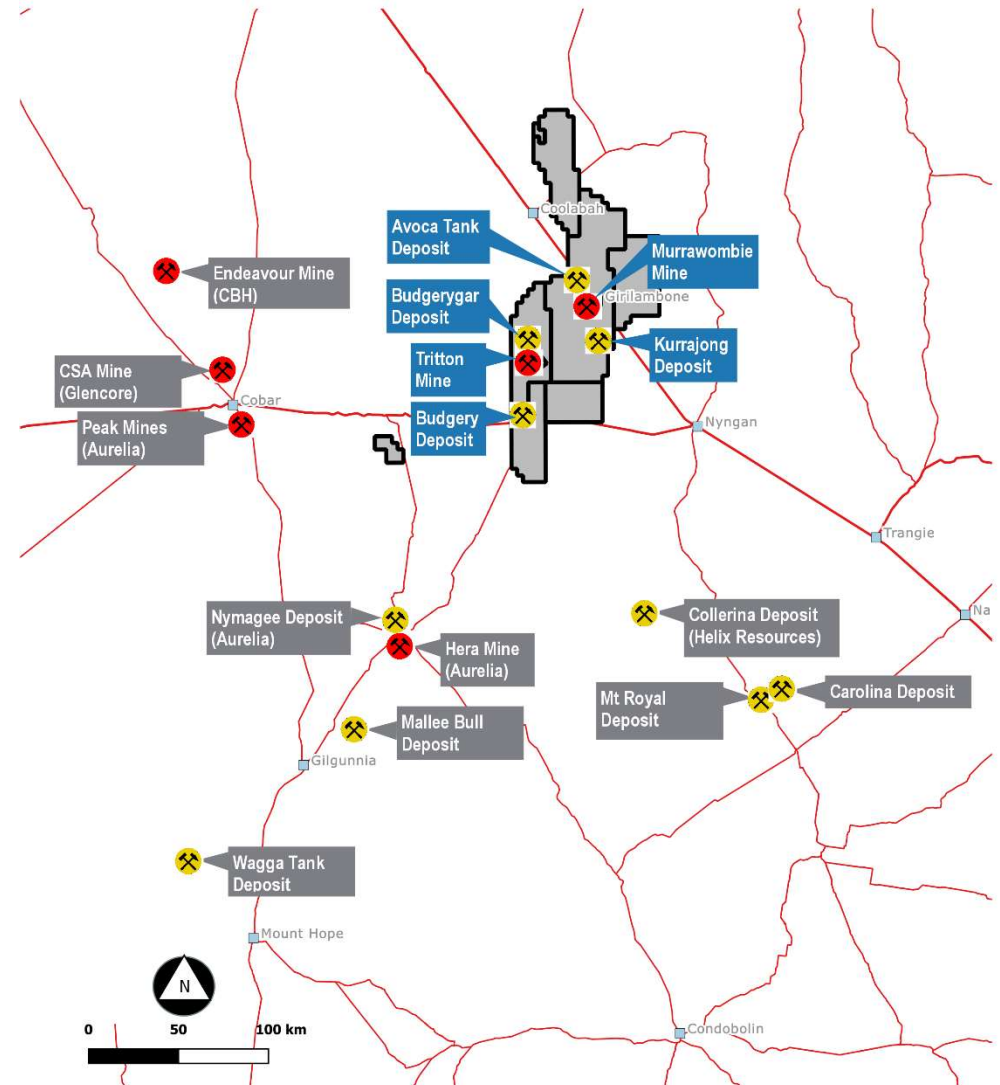 Coolabah
Avoca Tank
Deposit
Murrawombie
Mine
Endeavour Mine
(CBH)
Budgerygar
Deposit
Girilambone
Kurrajong
Deposit
Tritton
Mine
CSA Mine
(Glencore)
Cobar
Peak Mines
(Aurelia)
Budgery
Deposit
Nyngan
Trangie
Nymagee Deposit
(Aurelia)
Collerina Deposit
(Helix Resources)
Na
Hera Mine
(Aurelia)
Mt Royal
Deposit
Carolina Deposit
Mallee Bull
Deposit
Gilgunnia
Wagga Tank
Deposit
Mount Hope
N
0 50 100 km
Condobolin